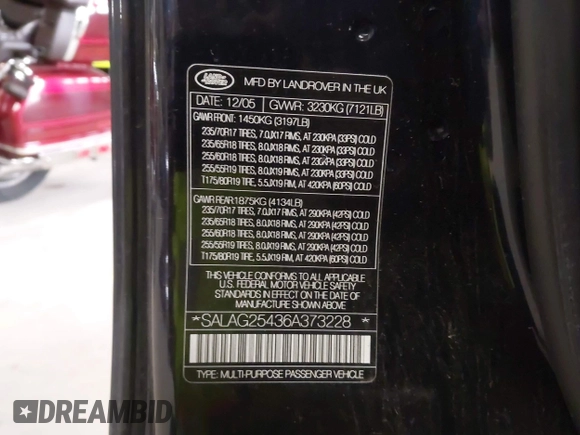 LAND ROVER
MFD BY LANDROVER IN THE UK
DATE: 12/05 GVWR: 3230KG (7121LB)
GAWR FRONT: 1450KG (3197LB)
235/70R17 TIRES, 7.0JX17 RIMS, AT 230KPA (33PSI) COLD
235/65R18 TIRES, 8.0JX18 RIMS, AT 230KPA (33PSI) COLD
255/60R18 TIRES, 8.0JX18 RIMS, AT 230KPA (33PSI) COLD
255/55R19 TIRES, 8.0JX19 RIMS, AT 230KPA (33PSI) COLD
T175/80R19 TIRE, 5.5JX19 RIM, AT 420KPA (60PSI) COLD
GAWR REAR: 1875KG (4134LB)
235/70R17 TIRES, 7.0JX17 RIMS, AT 290KPA (42PSI) COLD
235/65R18 TIRES, 8.0JX18 RIMS, AT 290KPA (42PSI) COLD
255/60R18 TIRES, 8.0JX18 RIMS, AT 290KPA (42PSI) COLD
255/55R19 TIRES, 8.0JX19 RIMS, AT 290KPA (42PSI) COLD
T175/80R19 TIRE, 5.5JX19 RIM, AT 420KPA (60PSI) COLD
THIS VEHICLE CONFORMS TO ALL APPLICABLE
U.S. FEDERAL MOTOR VEHICLE SAFETY
STANDARDS IN EFFECT ON THE DATE OF
MANUFACTURE SHOWN ABOVE.
*SALAG25436A373228 *
TYPE: MULTI-PURPOSE PASSENGER VEHICLE
DREAMBID